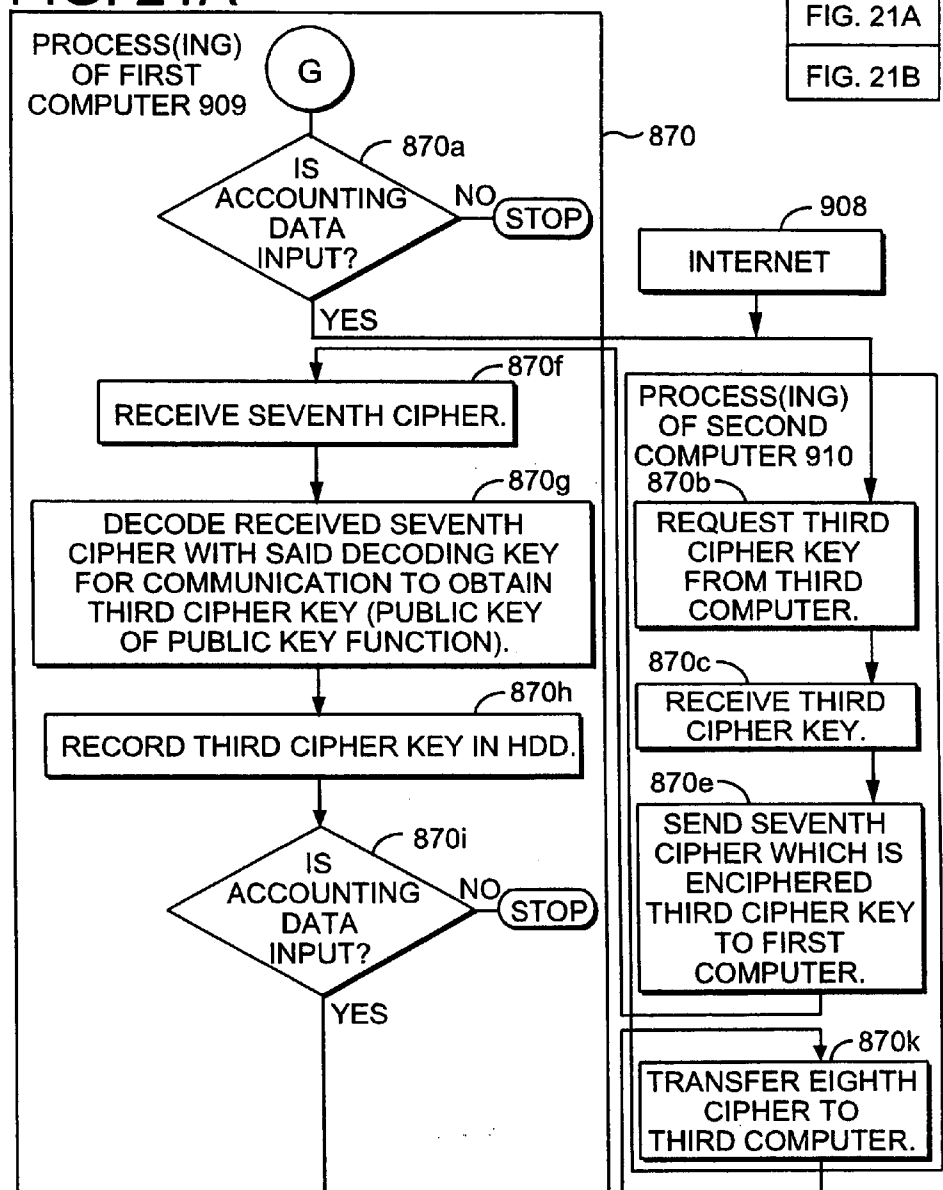 FIG. 21A
FIG. 21A
FIG. 21B
PROCESS(ING)
OF FIRST
COMPUTER 909
G
870
870a
IS
ACCOUNTING
DATA
INPUT?
NO
STOP
YES
908
INTERNET
870f
RECEIVE SEVENTH CIPHER.
870g
DECODE RECEIVED SEVENTH
CIPHER WITH SAID DECODING KEY
FOR COMMUNICATION TO OBTAIN
THIRD CIPHER KEY (PUBLIC KEY
OF PUBLIC KEY FUNCTION).
870h
RECORD THIRD CIPHER KEY IN HDD.
870i
IS
ACCOUNTING
DATA
INPUT?
NO
STOP
YES
PROCESS(ING)
OF SECOND
COMPUTER 910
870b
REQUEST THIRD
CIPHER KEY
FROM THIRD
COMPUTER.
870c
RECEIVE THIRD
CIPHER KEY.
870e
SEND SEVENTH
CIPHER WHICH IS
ENCIPHERED
THIRD CIPHER KEY
TO FIRST
COMPUTER.
870k
TRANSFER EIGHTH
CIPHER TO
THIRD COMPUTER.